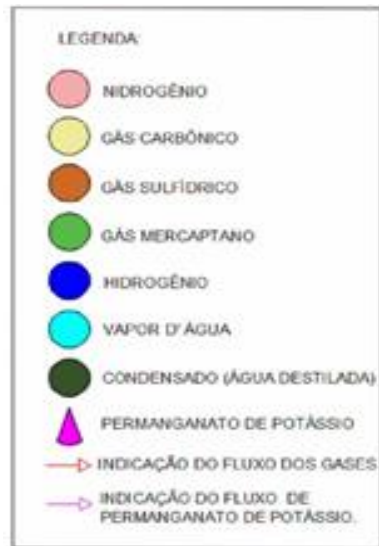 LEGENDA:
NIDROGÊNIO
GÁS CARBÔNICO
GÁS SULFÍDRICO
GÁS MERCAPTANO
HIDROGÊNIO
VAPOR D'ÁGUA
CONDENSADO (ÁGUA DESTILADA)
PERMANGANATO DE POTÁSSIO
INDICAÇÃO DO FLUXO DOS GASES
INDICAÇÃO DO FLUXO DE
PERMANGANATO DE POTÁSSIO.